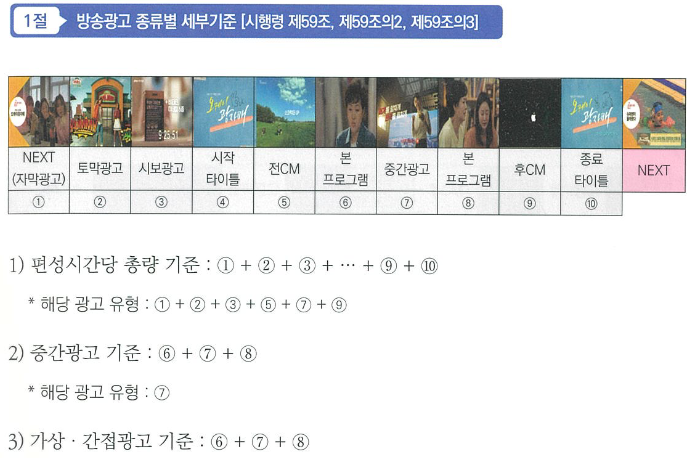 1절 방송광고 종류별 세부기준 [시행령 제59조, 제59조의2, 제59조의3]
NEXT (자막광고) 토막광고 시보광고 시작 타이틀 전CM 본 프로그램 중간광고 본 프로그램 후CM 종료 타이틀 NEXT
① ② ③ ④ ⑤ ⑥ ⑦ ⑧ ⑨ ⑩
1) 편성시간당 총량 기준 : ① + ② + ③ + ⋯ + ⑨ + ⑩
* 해당 광고 유형 : ① + ② + ③ + ⑤ + ⑦ + ⑨
2) 중간광고 기준 : ⑥ + ⑦ + ⑧
* 해당 광고 유형 : ⑦
3) 가상 · 간접광고 기준 : ⑥ + ⑦ + ⑧